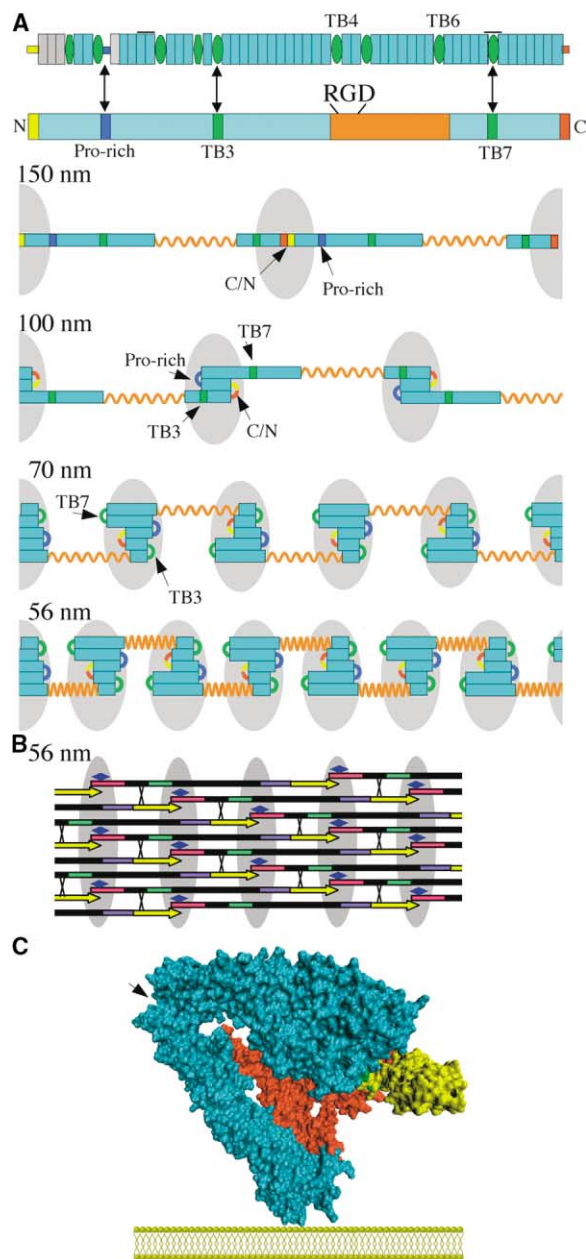 A
TB4 TB6
RGD
N C
Pro-rich TB3 TB7
150 nm
C/N Pro-rich
100 nm
TB7
Pro-rich
TB3 C/N
70 nm
TB7
TB3
56 nm
B
56 nm
C